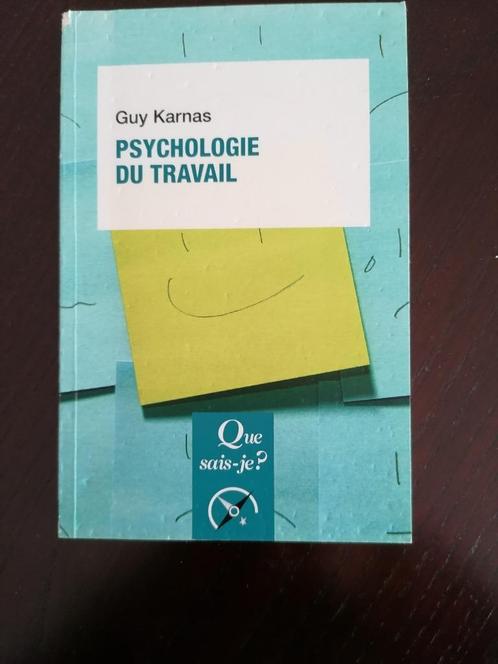 Guy Karnas
PSYCHOLOGIE
DU TRAVAIL
Que
sais-je?